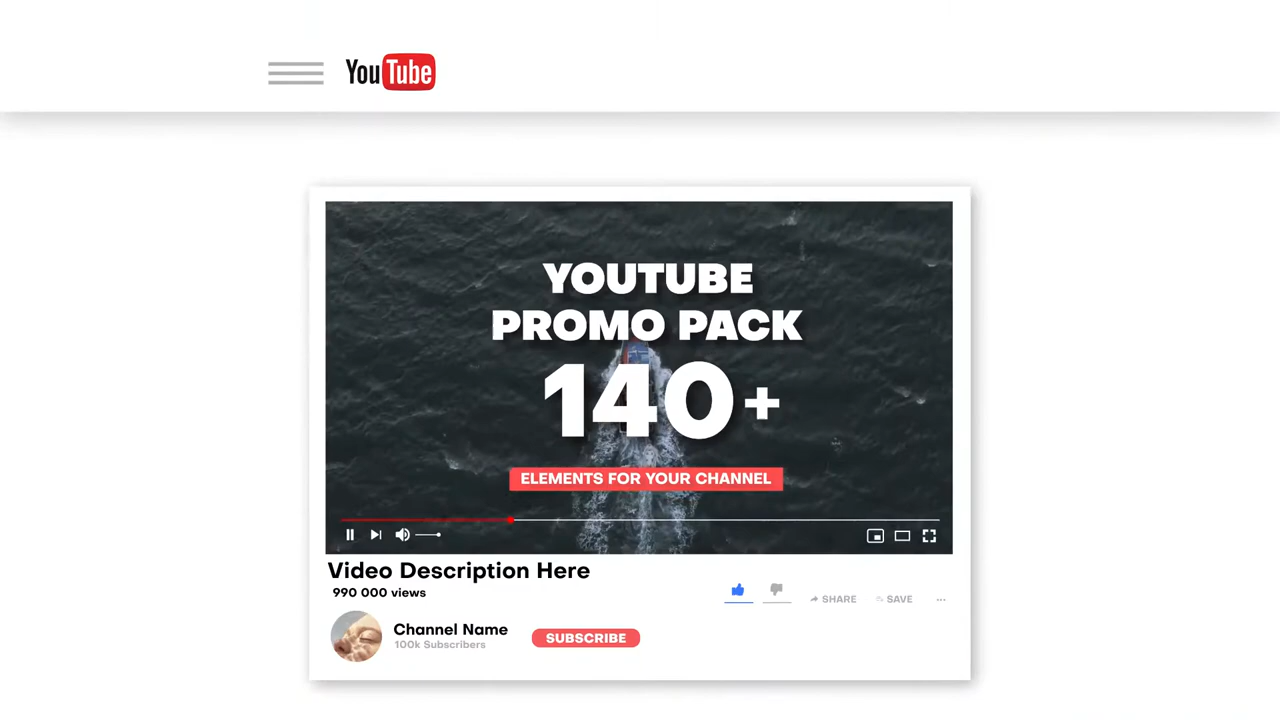 YouTube
YOUTUBE
PROMO PACK
140+
ELEMENTS FOR YOUR CHANNEL
Video Description Here
990 000 views
SHARE
SAVE
Channel Name
100k Subscribers
SUBSCRIBE